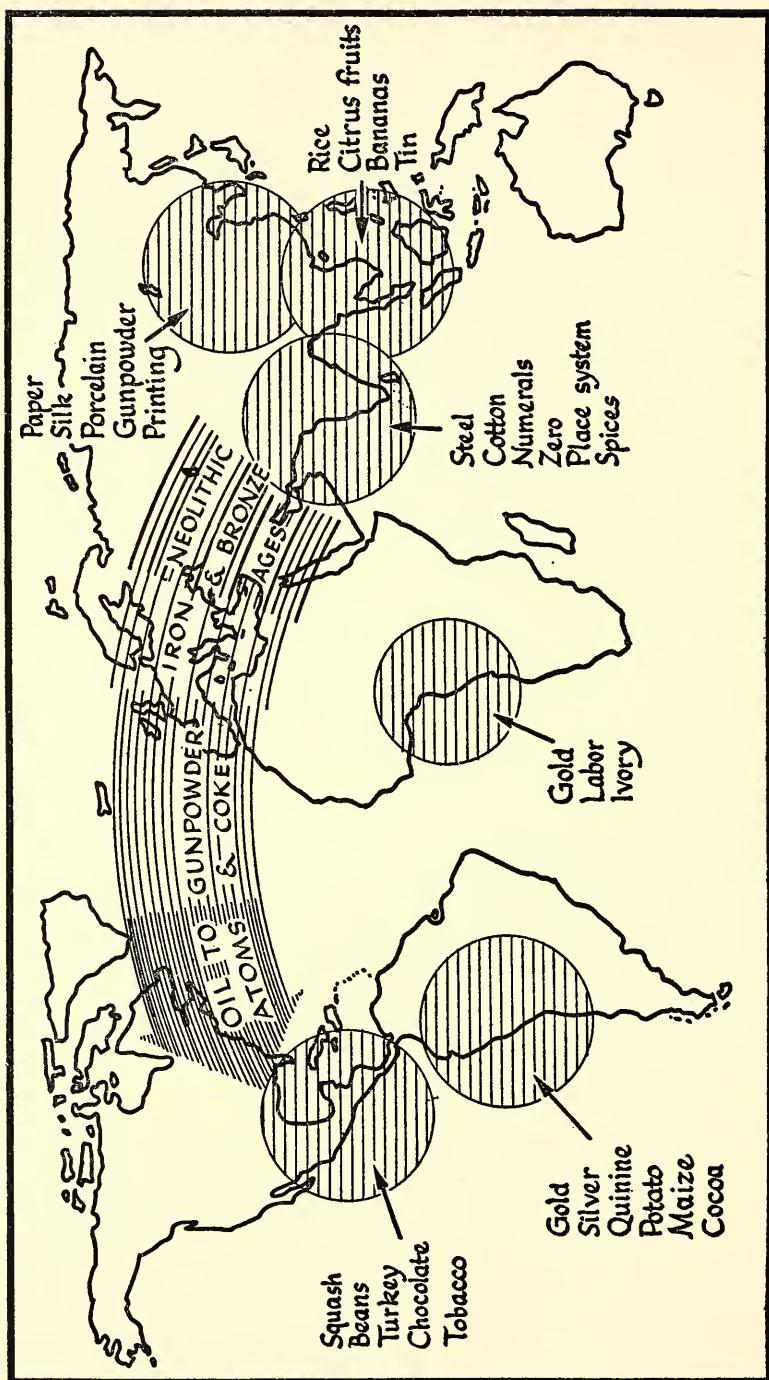 Paper
Silk
Porcelain
Gunpowder
Printing
Rice
Citrus fruits
Bananas
Tin
Steel
Cotton
Numerals
Zero
Place system
Spices
NEOLITHIC
IRON & BRONZE
AGES
GUNPOWDER
& COKE
OIL TO
ATOMS
Gold
Labor
Ivory
Squash
Beans
Turkey
Chocolate
Tobacco
Gold
Silver
Quinine
Potato
Maize
Cocoa